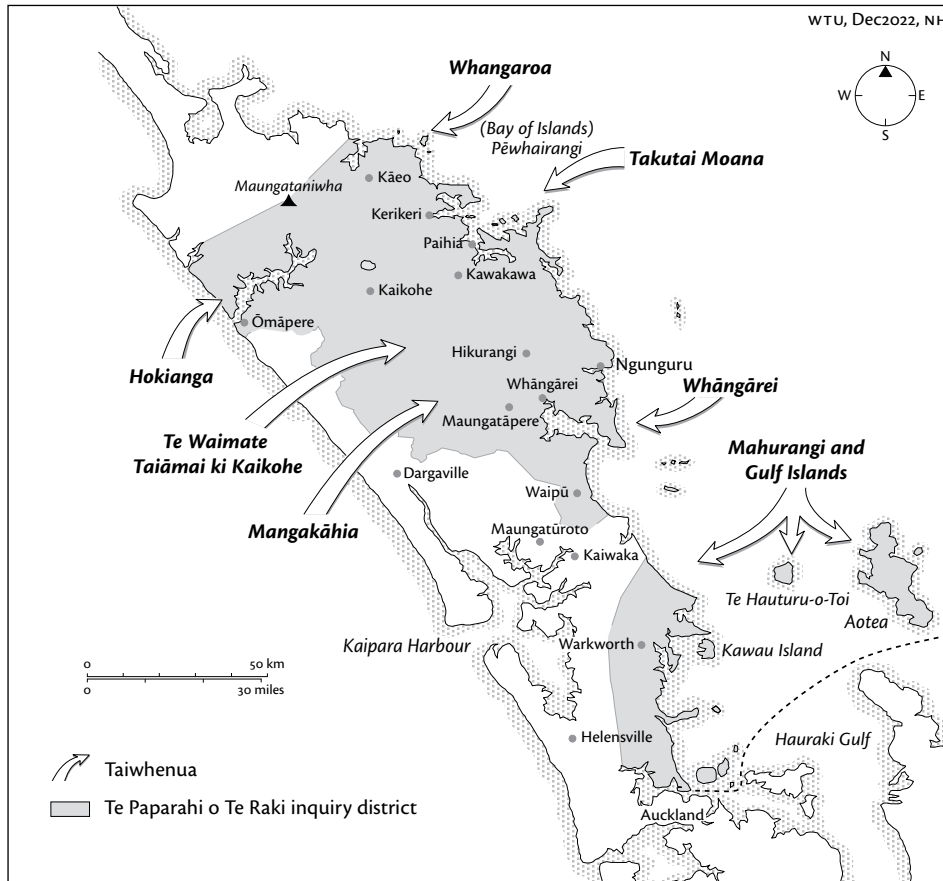 WTU, Dec2022, NH
N
W
E
S
Whangaroa
(Bay of Islands)
Pēwhairangi
Takutai Moana
Maungataniwha
Kāeo
Kerikeri
Paihia
Kawakawa
Kaikohe
Ōmāpere
Hokianga
Hikurangi
Ngunguru
Whāngārei
Whāngārei
Maungatāpere
Te Waimate
Taiāmai ki Kaikohe
Mahurangi and
Gulf Islands
Dargaville
Waipū
Mangakāhia
Maungatūroto
Kaiwaka
Te Hauturu-o-Toi
Aotea
Kaipara Harbour
Warkworth
Kawau Island
0
50 km
0
30 miles
Helensville
Hauraki Gulf
Taiwhenua
Te Paparahi o Te Raki inquiry district
Auckland